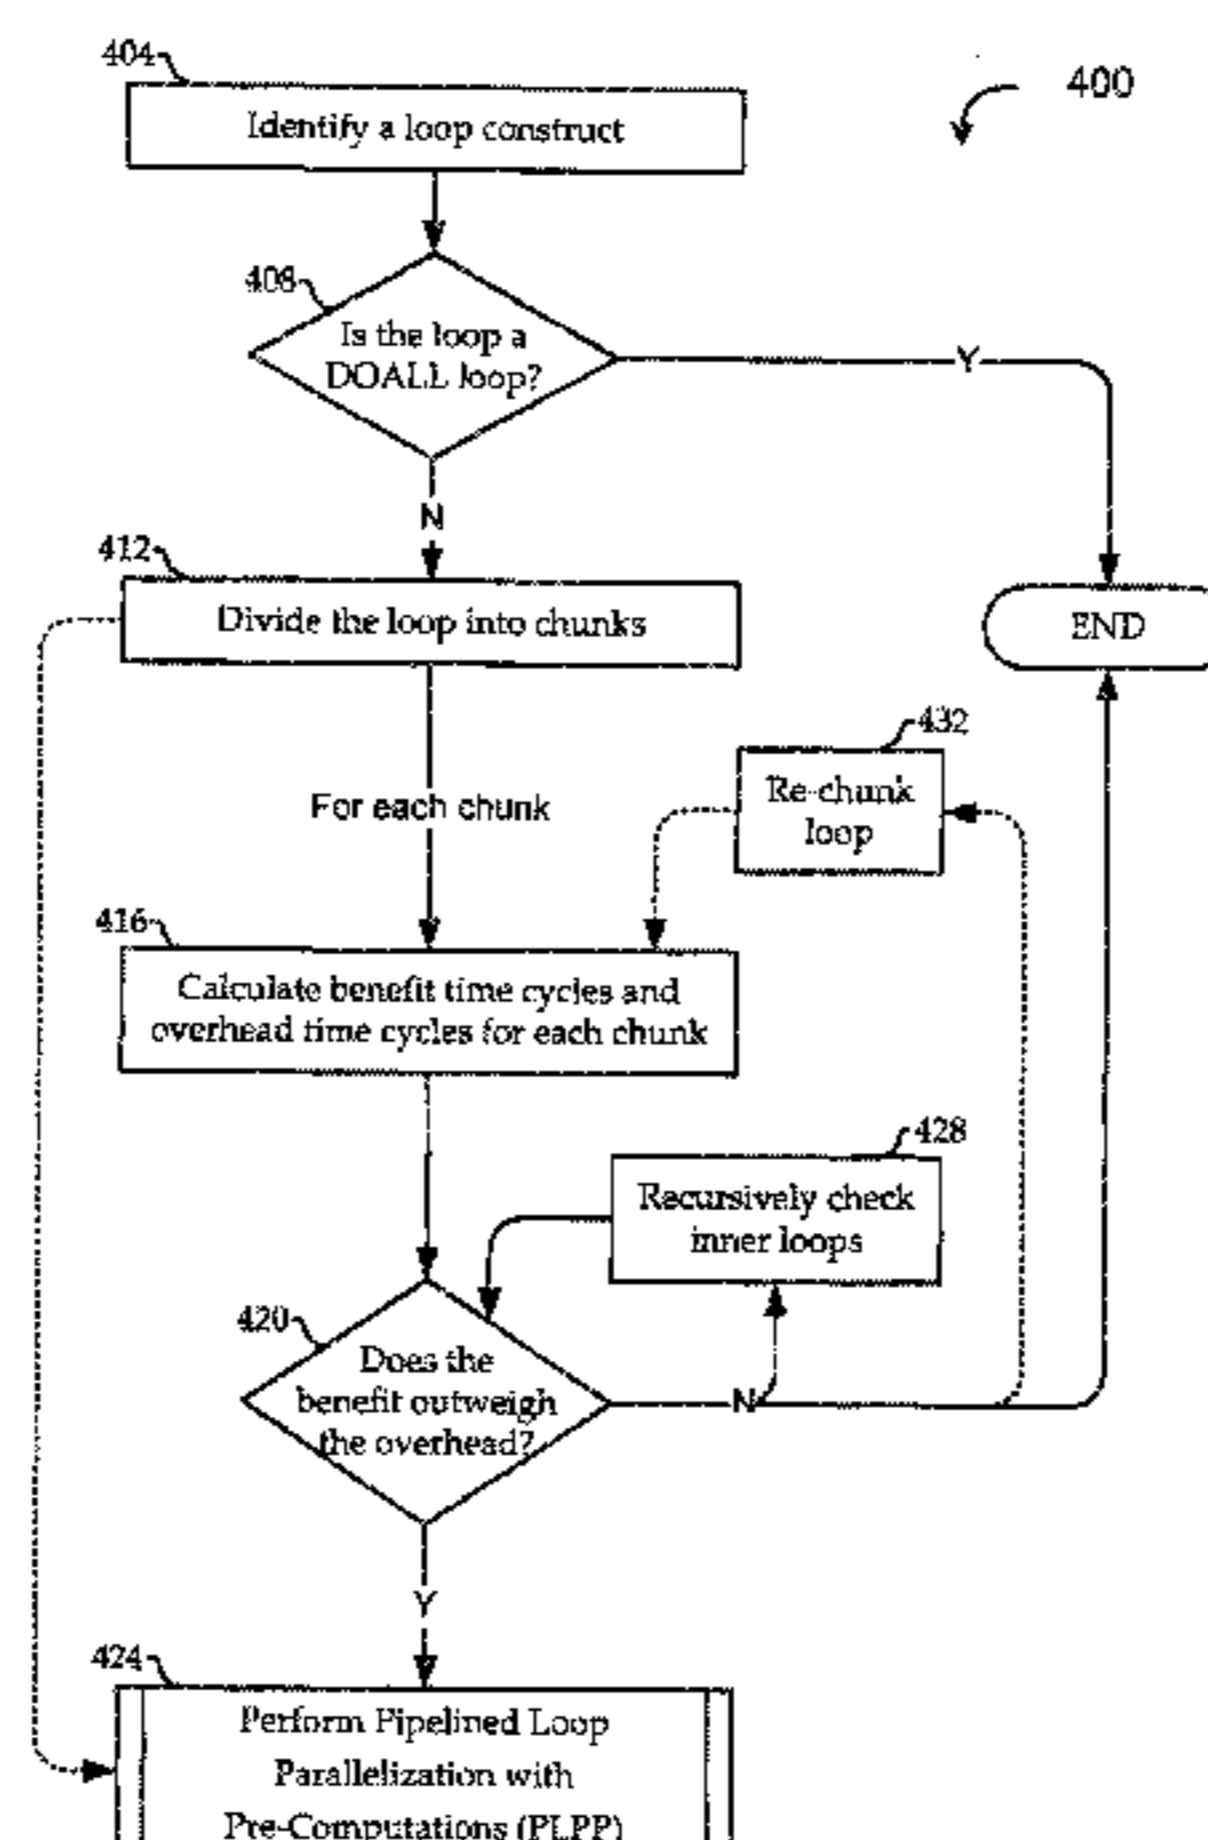 404
400
Identify a loop construct
408
Is the loop a
DOALL loop?
Y
N
412
Divide the loop into chunks
END
432
Re-chunk
loop
For each chunk
416
Calculate benefit time cycles and
overhead time cycles for each chunk
428
Recursively check
inner loops
420
Does the
benefit outweigh
the overhead?
N
Y
424
Perform Pipelined Loop
Parallelization with
Pre-Computations (PLPP)